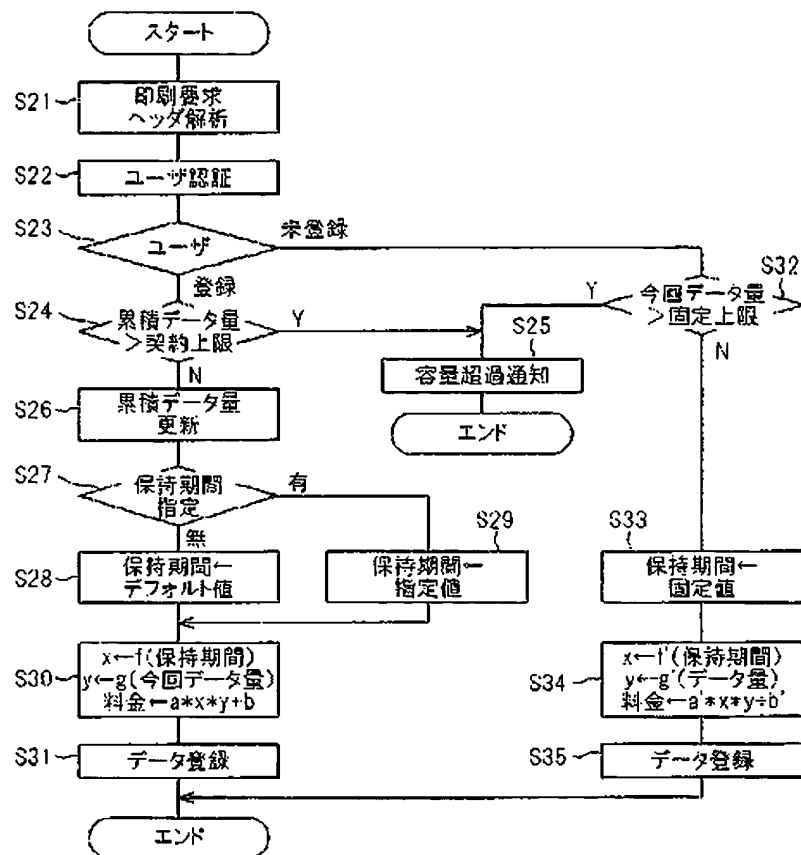 スタート
S21
印刷要求
ヘッダ解析
S22
ユーザ認証
S23
ユーザ
未登録
登録
S24
累積データ量
>契約上限
Y
N
S32
今回データ量
>固定上限
Y
N
S25
容量超過通知
エンド
S26
累積データ量
更新
S27
保持期間
指定
有
無
S28
保持期間←
デフォルト値
S29
保持期間←
指定値
S33
保持期間←
固定値
S30
x←f(保持期間)
y←g(今回データ量)
料金←a*x*y+b
S34
x←f'(保持期間)
y←g'(データ量)
料金←a'*x*y+b'
S31
データ登録
S35
データ登録
エンド